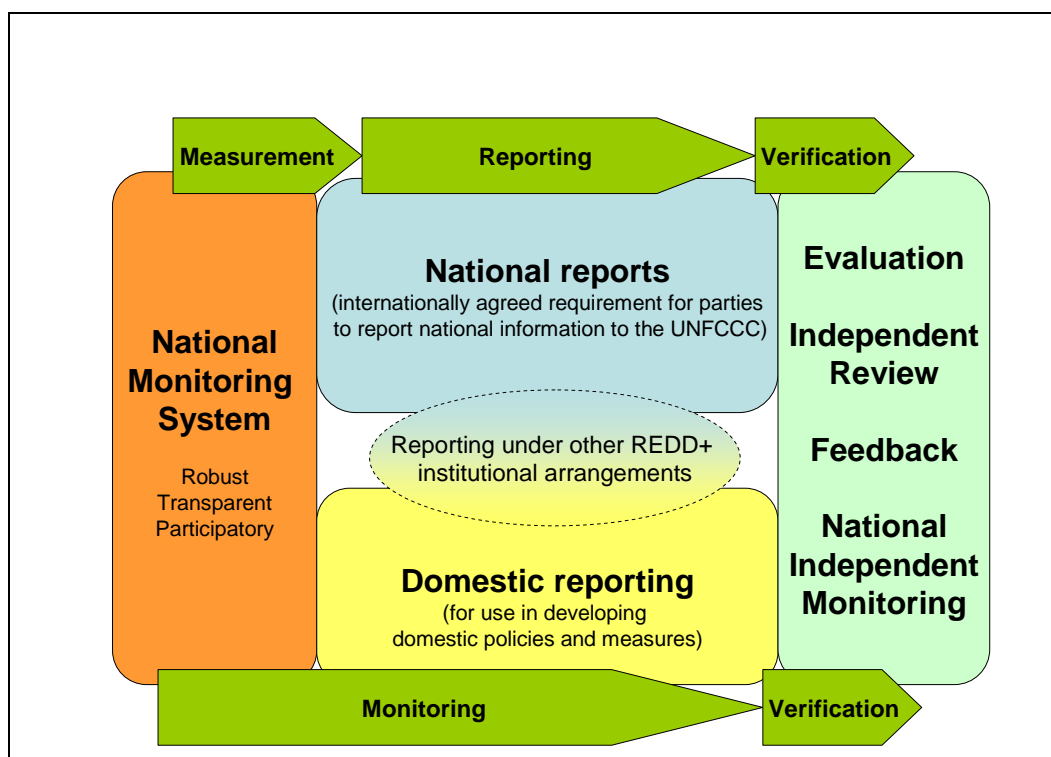 Measurement
Reporting
Verification
National
Monitoring
System
Robust
Transparent
Participatory
National reports
(internationally agreed requirement for parties
to report national information to the UNFCCC)
Reporting under other REDD+
institutional arrangements
Domestic reporting
(for use in developing
domestic policies and measures)
Evaluation
Independent
Review
Feedback
National
Independent
Monitoring
Monitoring
Verification